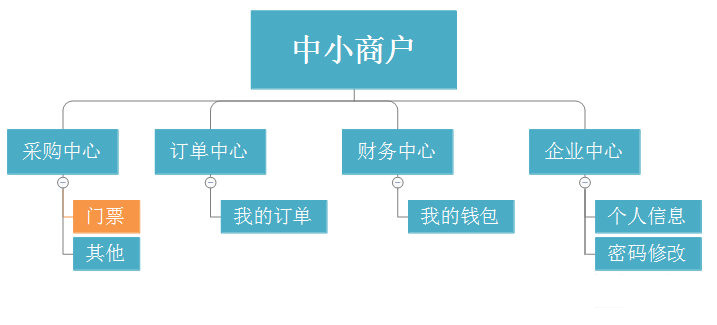 中小商户
采购中心
订单中心
财务中心
企业中心
门票
我的订单
我的钱包
个人信息
其他
密码修改